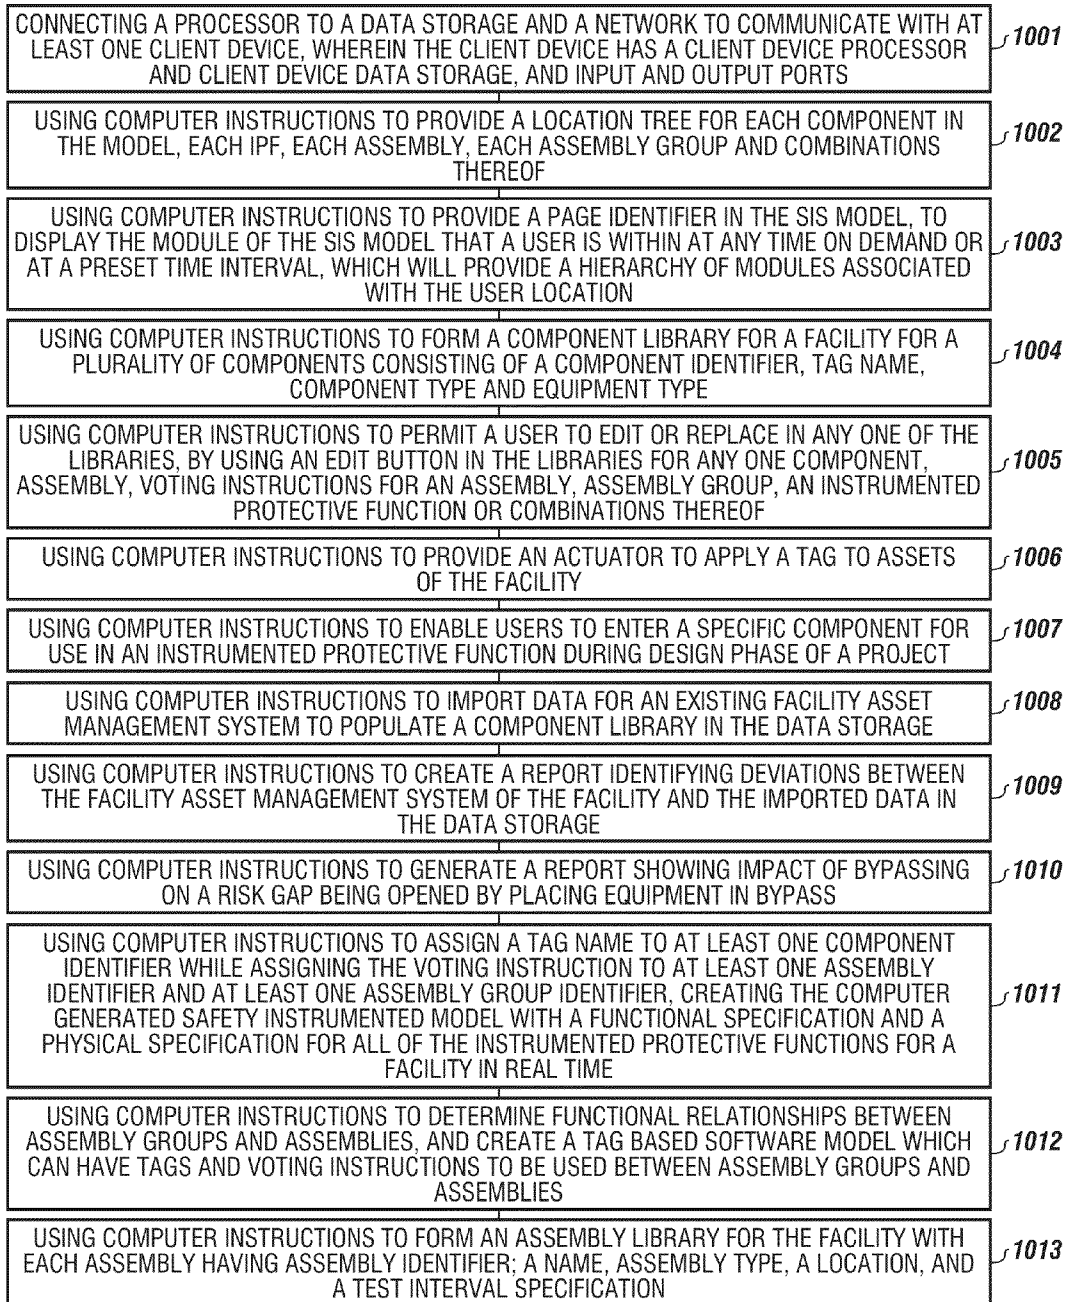 CONNECTING A PROCESSOR TO A DATA STORAGE AND A NETWORK TO COMMUNICATE WITH AT
LEAST ONE CLIENT DEVICE, WHEREIN THE CLIENT DEVICE HAS A CLIENT DEVICE PROCESSOR
AND CLIENT DEVICE DATA STORAGE, AND INPUT AND OUTPUT PORTS
1001
USING COMPUTER INSTRUCTIONS TO PROVIDE A LOCATION TREE FOR EACH COMPONENT IN
THE MODEL, EACH IPF, EACH ASSEMBLY, EACH ASSEMBLY GROUP AND COMBINATIONS
THEREOF
1002
USING COMPUTER INSTRUCTIONS TO PROVIDE A PAGE IDENTIFIER IN THE SIS MODEL, TO
DISPLAY THE MODULE OF THE SIS MODEL THAT A USER IS WITHIN AT ANY TIME ON DEMAND OR
AT A PRESET TIME INTERVAL, WHICH WILL PROVIDE A HIERARCHY OF MODULES ASSOCIATED
WITH THE USER LOCATION
1003
USING COMPUTER INSTRUCTIONS TO FORM A COMPONENT LIBRARY FOR A FACILITY FOR A
PLURALITY OF COMPONENTS CONSISTING OF A COMPONENT IDENTIFIER, TAG NAME,
COMPONENT TYPE AND EQUIPMENT TYPE
1004
USING COMPUTER INSTRUCTIONS TO PERMIT A USER TO EDIT OR REPLACE IN ANY ONE OF THE
LIBRARIES, BY USING AN EDIT BUTTON IN THE LIBRARIES FOR ANY ONE COMPONENT,
ASSEMBLY, VOTING INSTRUCTIONS FOR AN ASSEMBLY, ASSEMBLY GROUP, AN INSTRUMENTED
PROTECTIVE FUNCTION OR COMBINATIONS THEREOF
1005
USING COMPUTER INSTRUCTIONS TO PROVIDE AN ACTUATOR TO APPLY A TAG TO ASSETS
OF THE FACILITY
1006
USING COMPUTER INSTRUCTIONS TO ENABLE USERS TO ENTER A SPECIFIC COMPONENT FOR
USE IN AN INSTRUMENTED PROTECTIVE FUNCTION DURING DESIGN PHASE OF A PROJECT
1007
USING COMPUTER INSTRUCTIONS TO IMPORT DATA FOR AN EXISTING FACILITY ASSET
MANAGEMENT SYSTEM TO POPULATE A COMPONENT LIBRARY IN THE DATA STORAGE
1008
USING COMPUTER INSTRUCTIONS TO CREATE A REPORT IDENTIFYING DEVIATIONS BETWEEN
THE FACILITY ASSET MANAGEMENT SYSTEM OF THE FACILITY AND THE IMPORTED DATA IN
THE DATA STORAGE
1009
USING COMPUTER INSTRUCTIONS TO GENERATE A REPORT SHOWING IMPACT OF BYPASSING
ON A RISK GAP BEING OPENED BY PLACING EQUIPMENT IN BYPASS
1010
USING COMPUTER INSTRUCTIONS TO ASSIGN A TAG NAME TO AT LEAST ONE COMPONENT
IDENTIFIER WHILE ASSIGNING THE VOTING INSTRUCTION TO AT LEAST ONE ASSEMBLY
IDENTIFIER AND AT LEAST ONE ASSEMBLY GROUP IDENTIFIER, CREATING THE COMPUTER
GENERATED SAFETY INSTRUMENTED MODEL WITH A FUNCTIONAL SPECIFICATION AND A
PHYSICAL SPECIFICATION FOR ALL OF THE INSTRUMENTED PROTECTIVE FUNCTIONS FOR A
FACILITY IN REAL TIME
1011
USING COMPUTER INSTRUCTIONS TO DETERMINE FUNCTIONAL RELATIONSHIPS BETWEEN
ASSEMBLY GROUPS AND ASSEMBLIES, AND CREATE A TAG BASED SOFTWARE MODEL WHICH
CAN HAVE TAGS AND VOTING INSTRUCTIONS TO BE USED BETWEEN ASSEMBLY GROUPS AND
ASSEMBLIES
1012
USING COMPUTER INSTRUCTIONS TO FORM AN ASSEMBLY LIBRARY FOR THE FACILITY WITH
EACH ASSEMBLY HAVING ASSEMBLY IDENTIFIER; A NAME, ASSEMBLY TYPE, A LOCATION, AND
A TEST INTERVAL SPECIFICATION
1013